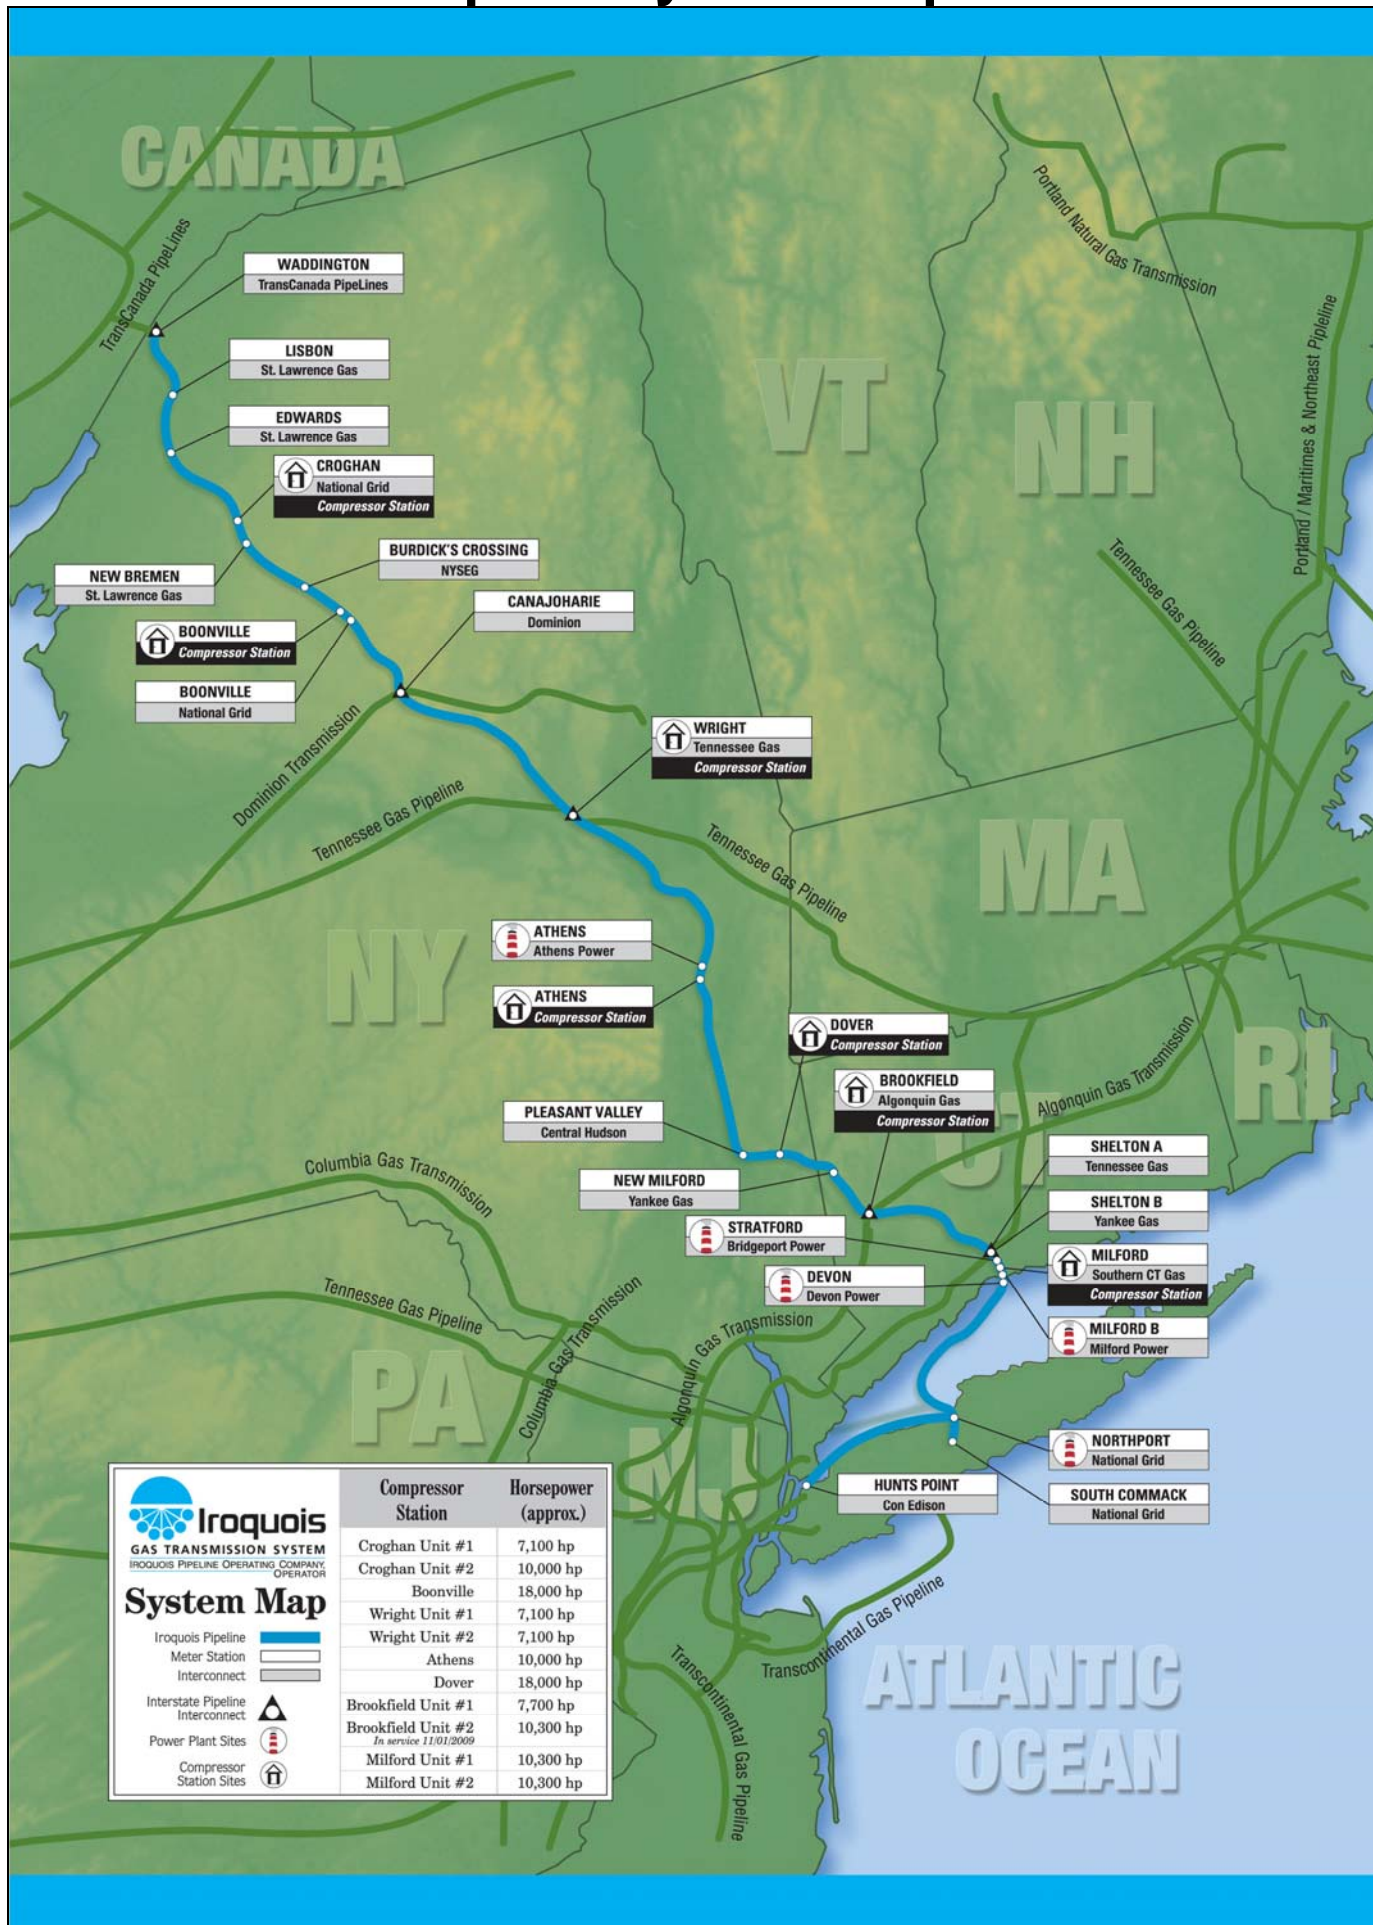 CANADA
TransCanada PipeLines
WADDINGTON
TransCanada PipeLines
LISBON
St. Lawrence Gas
EDWARDS
St. Lawrence Gas
CROGHAN
National Grid
Compressor Station
NEW BREMEN
St. Lawrence Gas
BURDICK'S CROSSING
NYSEG
CANAJOHARIE
Dominion
BOONVILLE
Compressor Station
BOONVILLE
National Grid
VT
NH
Portland Natural Gas Transmission
Portland / Maritimes & Northeast Pipleline
Tennessee Gas Pipeline
WRIGHT
Tennessee Gas
Compressor Station
Dominion Transmission
Tennessee Gas Pipeline
Tennessee Gas Pipeline
MA
NY
ATHENS
Athens Power
ATHENS
Compressor Station
DOVER
Compressor Station
BROOKFIELD
Algonquin Gas
Compressor Station
CT
RI
Algonquin Gas Transmission
PLEASANT VALLEY
Central Hudson
NEW MILFORD
Yankee Gas
SHELTON A
Tennessee Gas
SHELTON B
Yankee Gas
STRATFORD
Bridgeport Power
DEVON
Devon Power
MILFORD
Southern CT Gas
Compressor Station
MILFORD B
Milford Power
Columbia Gas Transmission
Tennessee Gas Pipeline
Columbia Gas Transmission
Algonquin Gas Transmission
PA
NJ
NORTHPORT
National Grid
HUNTS POINT
Con Edison
SOUTH COMMACK
National Grid
Transcontinental Gas Pipeline
Transcontinental Gas Pipeline
ATLANTIC
OCEAN
Iroquois
GAS TRANSMISSION SYSTEM
IROQUOIS PIPELINE OPERATING COMPANY,
OPERATOR
System Map
Iroquois Pipeline
Meter Station
Interconnect
Interstate Pipeline
Interconnect
Power Plant Sites
Compressor
Station Sites
Compressor Station Horsepower (approx.)
Croghan Unit #1 7,100 hp
Croghan Unit #2 10,000 hp
Boonville 18,000 hp
Wright Unit #1 7,100 hp
Wright Unit #2 7,100 hp
Athens 10,000 hp
Dover 18,000 hp
Brookfield Unit #1 7,700 hp
Brookfield Unit #2 10,300 hp
In service 11/01/2009
Milford Unit #1 10,300 hp
Milford Unit #2 10,300 hp